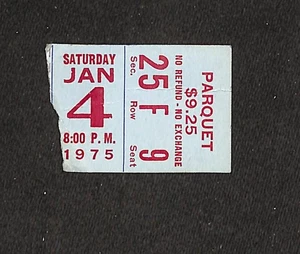 SATURDAY
JAN
4
8:00 P.M.
1975
25 F 9
Sec. Row Seat
NO REFUND - NO EXCHANGE
$9.25
PARQUET